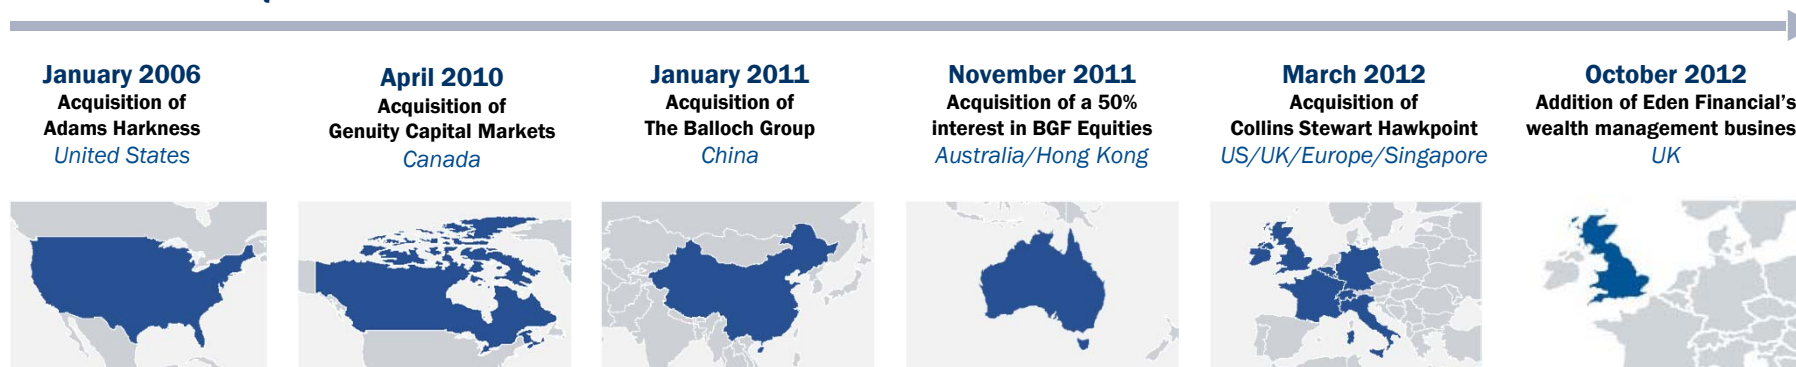 January 2006
Acquisition of
Adams Harkness
United States
April 2010
Acquisition of
Genuity Capital Markets
Canada
January 2011
Acquisition of
The Balloch Group
China
November 2011
Acquisition of a 50%
interest in BGF Equities
Australia/Hong Kong
March 2012
Acquisition of
Collins Stewart Hawkpoint
US/UK/Europe/Singapore
October 2012
Addition of Eden Financial’s
wealth management
UK